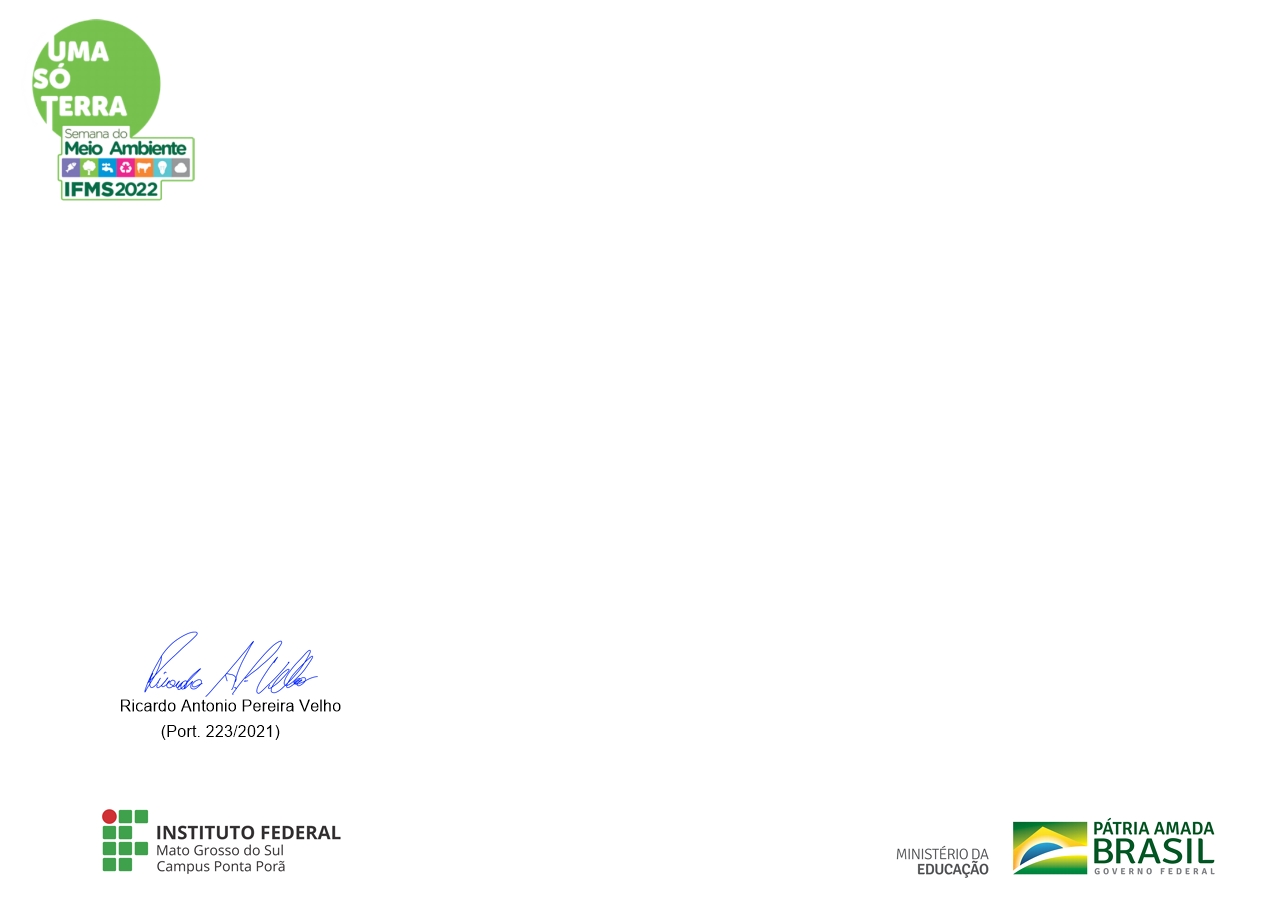 UMA
SÓ
TERRA
Semana do
Meio Ambiente
IFMS2022
Ricardo A. P. Velho
Ricardo Antonio Pereira Velho
(Port. 223/2021)
INSTITUTO FEDERAL
Mato Grosso do Sul
Campus Ponta Porã
MINISTÉRIO DA
EDUCAÇÃO
PÁTRIA AMADA
BRASIL
GOVERNO FEDERAL